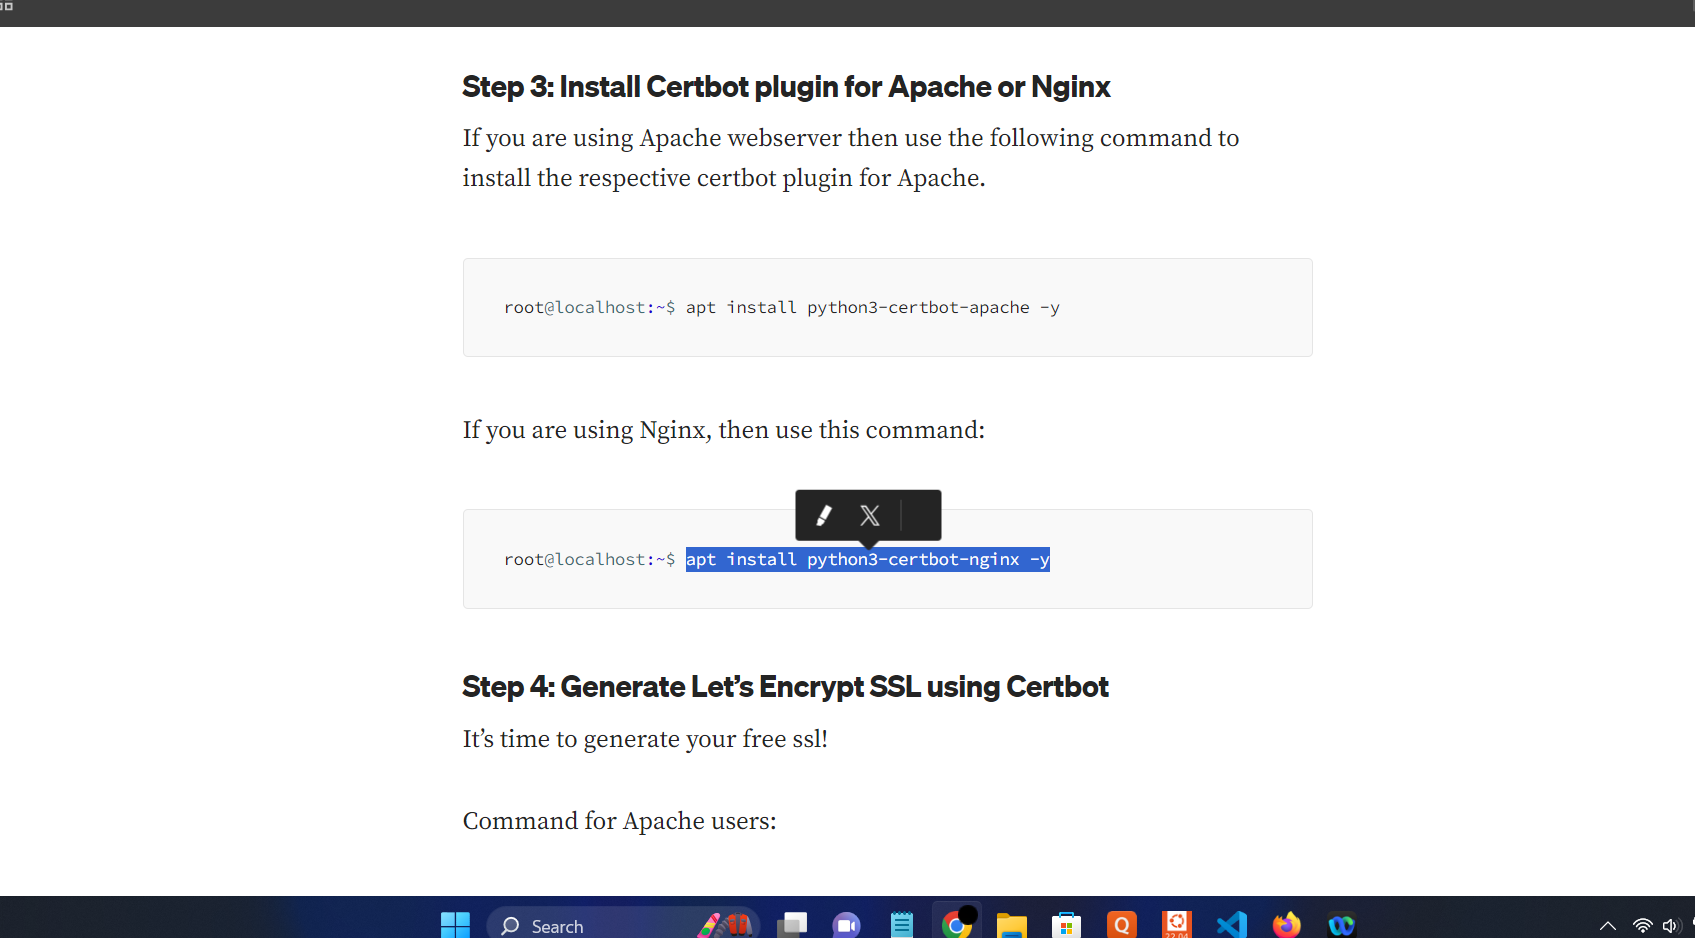 Step 3: Install Certbot plugin for Apache or Nginx
If you are using Apache webserver then use the following command to
install the respective certbot plugin for Apache.
root@localhost:~$ apt install python3-certbot-apache -y
If you are using Nginx, then use this command:
root@localhost:~$ apt install python3-certbot-nginx -y
Step 4: Generate Let’s Encrypt SSL using Certbot
It’s time to generate your free ssl!
Command for Apache users:
Search
Q
22.04